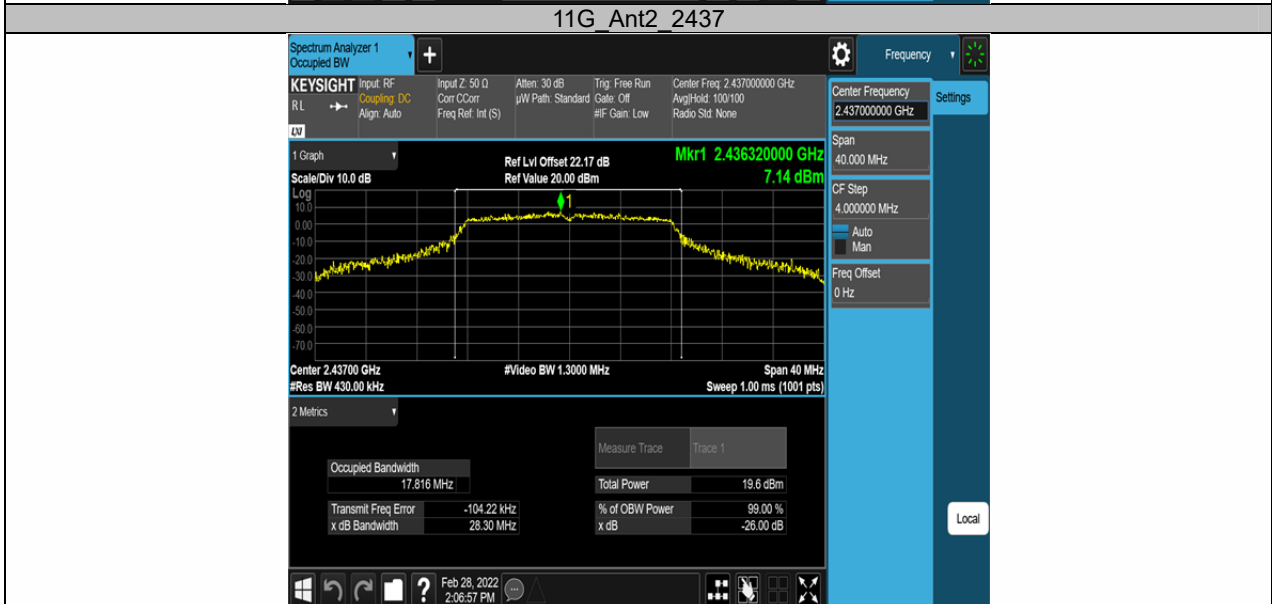 11G_Ant2_2437
Spectrum Analyzer 1
Occupied BW
+
Frequency
KEYSIGHT
RL
LXI
Input: RF
Coupling: DC
Align: Auto
Input Z: 50 Ω
Corr CCorr
Freq Ref: Int (S)
Atten: 30 dB
µW Path: Standard
Trig: Free Run
Gate: Off
#IF Gain: Low
Center Freq: 2.437000000 GHz
Avg|Hold: 100/100
Radio Std: None
Center Frequency
2.437000000 GHz
Settings
Span
40.000 MHz
CF Step
4.000000 MHz
Auto
Man
Freq Offset
0 Hz
1 Graph
Scale/Div 10.0 dB
Ref Lvl Offset 22.17 dB
Ref Value 20.00 dBm
Mkr1 2.436320000 GHz
7.14 dBm
Log
10.0
0.00
-10.0
-20.0
-30.0
-40.0
-50.0
-60.0
-70.0
1
Center 2.43700 GHz
#Video BW 1.3000 MHz
Span 40 MHz
#Res BW 430.00 kHz
Sweep 1.00 ms (1001 pts)
2 Metrics
Measure Trace
Trace 1
Occupied Bandwidth
17.816 MHz
Total Power
19.6 dBm
Transmit Freq Error
-104.22 kHz
% of OBW Power
99.00 %
x dB Bandwidth
28.30 MHz
x dB
-26.00 dB
Local
?
Feb 28, 2022
2:06:57 PM